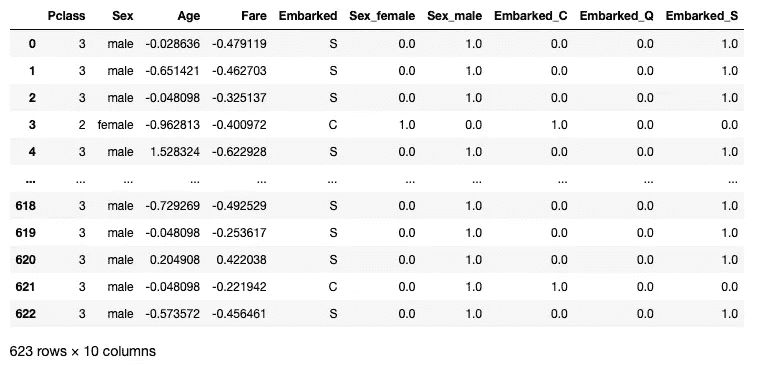 Pclass Sex Age Fare Embarked Sex_female Sex_male Embarked_C Embarked_Q Embarked_S
0 3 male -0.028636 -0.479119 S 0.0 1.0 0.0 0.0 1.0
1 3 male -0.651421 -0.462703 S 0.0 1.0 0.0 0.0 1.0
2 3 male -0.048098 -0.325137 S 0.0 1.0 0.0 0.0 1.0
3 2 female -0.962813 -0.400972 C 1.0 0.0 1.0 0.0 0.0
4 3 male 1.528324 -0.622928 S 0.0 1.0 0.0 0.0 1.0
... ... ... ... ... ... ... ... ... ... ...
618 3 male -0.729269 -0.492529 S 0.0 1.0 0.0 0.0 1.0
619 3 male -0.048098 -0.253617 S 0.0 1.0 0.0 0.0 1.0
620 3 male 0.204908 0.422038 S 0.0 1.0 0.0 0.0 1.0
621 3 male -0.048098 -0.221942 C 0.0 1.0 1.0 0.0 0.0
622 3 male -0.573572 -0.456461 S 0.0 1.0 0.0 0.0 1.0
623 rows × 10 columns